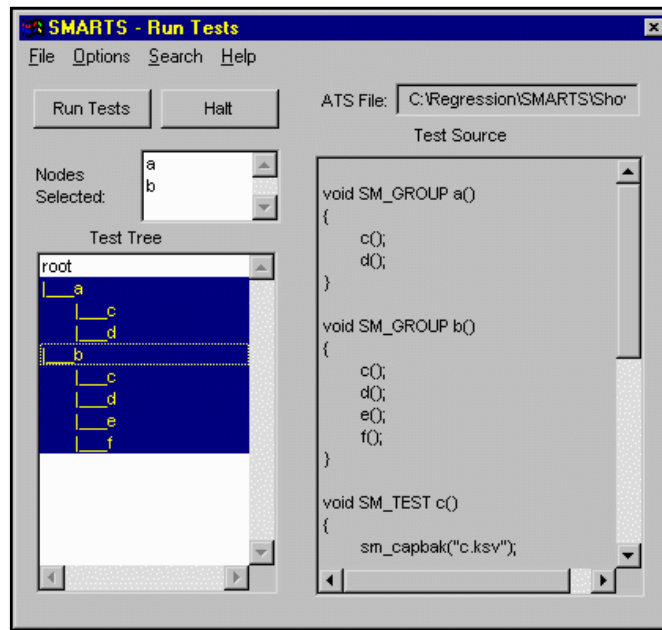 SMARTS - Run Tests
File Options Search Help
Run Tests
Halt
ATS File: C:\Regression\SMARTS\Sho
Test Source
Nodes
Selected:
a
b
Test Tree
root
|___a
|___c
|___d
|___b
|___c
|___d
|___e
|___f
void SM_GROUP a()
{
c();
d();
}
void SM_GROUP b()
{
c();
d();
e();
f();
}
void SM_TEST c()
{
sm_capbak("c.ksv");